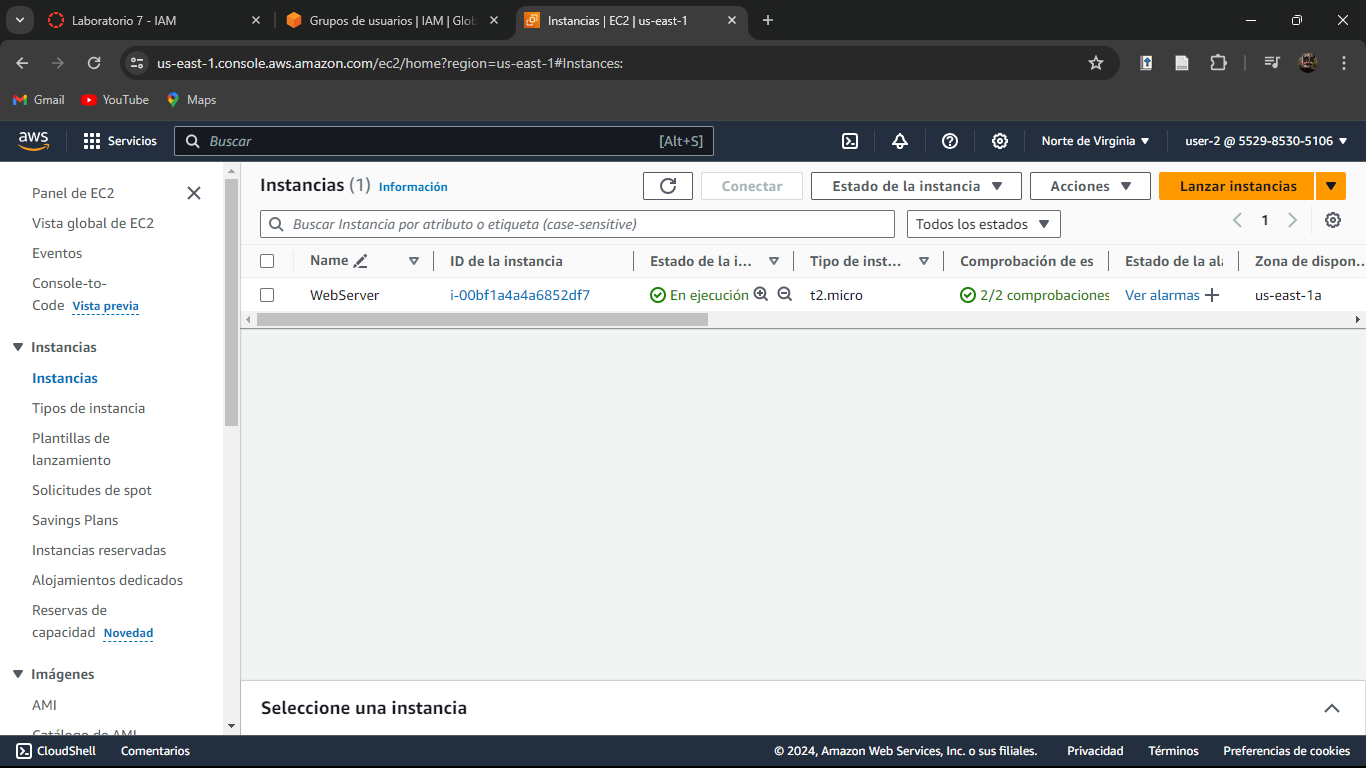 Laboratorio 7 - IAM
Grupos de usuarios | IAM | Glob
Instancias | EC2 | us-east-1
us-east-1.console.aws.amazon.com/ec2/home?region=us-east-1#Instances:
Gmail
YouTube
Maps
aws
Servicios
Buscar
[Alt+S]
Norte de Virginia
user-2 @ 5529-8530-5106
Panel de EC2
Vista global de EC2
Eventos
Console-to-
Code Vista previa
Instancias
Instancias
Tipos de instancia
Plantillas de
lanzamiento
Solicitudes de spot
Savings Plans
Instancias reservadas
Alojamientos dedicados
Reservas de
capacidad Novedad
Imágenes
AMI
Catálogo de AMI
Instancias (1) Información
Conectar
Estado de la instancia
Acciones
Lanzar instancias
Buscar Instancia por atributo o etiqueta (case-sensitive)
Todos los estados
1
Name
ID de la instancia
Estado de la i...
Tipo de inst...
Comprobación de es
Estado de la ala
Zona de dispon...
WebServer
i-00bf1a4a4a6852df7
En ejecución
t2.micro
2/2 comprobaciones
Ver alarmas
us-east-1a
Seleccione una instancia
CloudShell
Comentarios
© 2024, Amazon Web Services, Inc. o sus filiales.
Privacidad
Términos
Preferencias de cookies